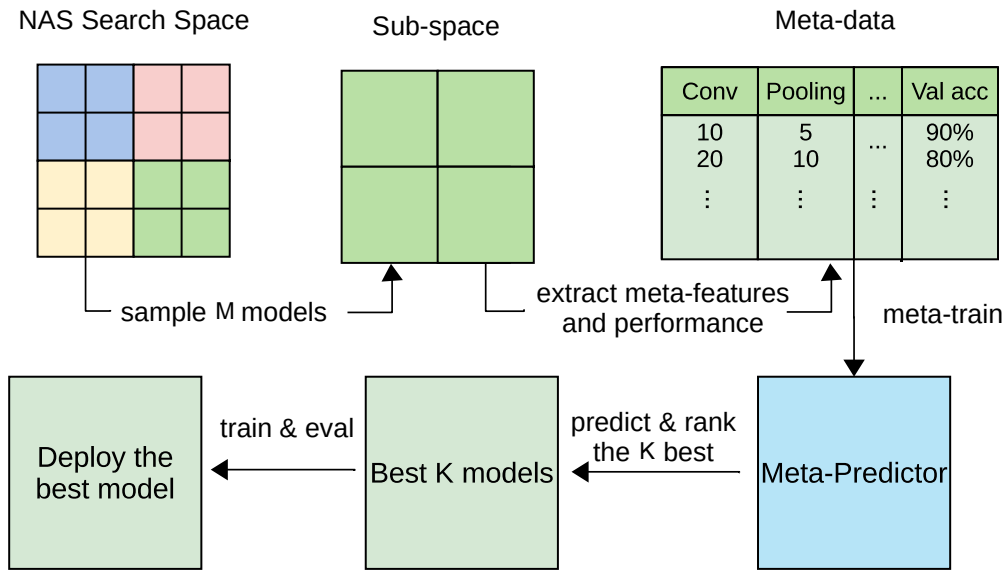 NAS Search Space
Sub-space
Meta-data
Conv Pooling ... Val acc
10 5 ... 90%
20 10 80%
⋮ ⋮ ⋮ ⋮
sample M models
extract meta-features
and performance
meta-train
Deploy the
best model
train & eval
Best K models
predict & rank
the K best
Meta-Predictor